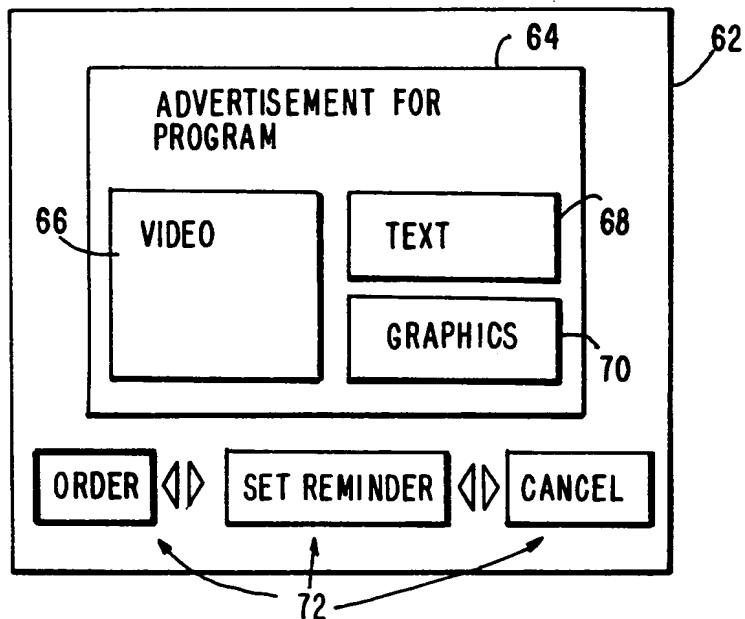 64
62
ADVERTISEMENT FOR
PROGRAM
66
VIDEO
TEXT
68
GRAPHICS
70
ORDER
SET REMINDER
CANCEL
72